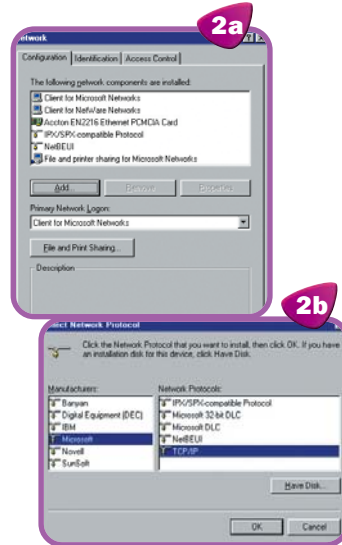 2a
etwork
Configuration Identification Access Control
The following network components are installed:
Client for Microsoft Networks
Client for NetWare Networks
Accton EN2216 Ethernet PCMCIA Card
IPX/SPX-compatible Protocol
NetBEUI
File and printer sharing for Microsoft Networks
Add... Remove Properties
Primary Network Logon:
Client for Microsoft Networks
File and Print Sharing...
Description
2b
elect Network Protocol
Click the Network Protocol that you want to install, then click OK. If you have
an installation disk for this device, click Have Disk.
Manufacturers: Network Protocols:
Banyan IPX/SPX-compatible Protocol
Digital Equipment (DEC) Microsoft 32-bit DLC
IBM Microsoft DLC
Microsoft NetBEUI
Novell TCP/IP
SunSoft
Have Disk...
OK Cancel